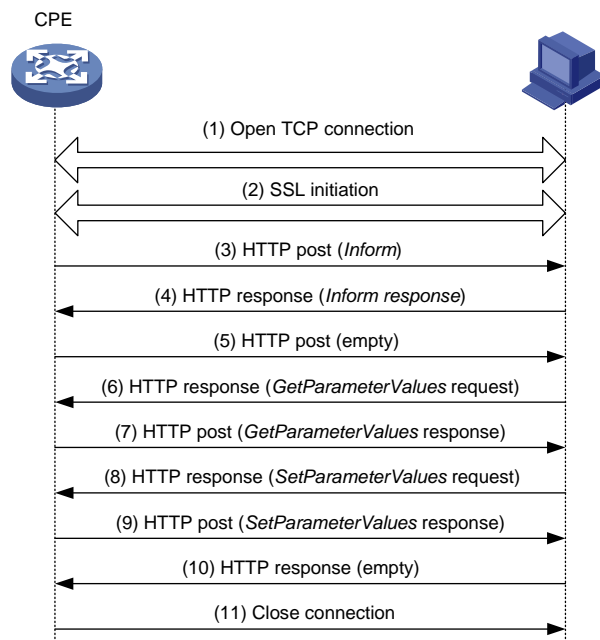 CPE
(1) Open TCP connection
(2) SSL initiation
(3) HTTP post (Inform)
(4) HTTP response (Inform response)
(5) HTTP post (empty)
(6) HTTP response (GetParameterValues request)
(7) HTTP post (GetParameterValues response)
(8) HTTP response (SetParameterValues request)
(9) HTTP post (SetParameterValues response)
(10) HTTP response (empty)
(11) Close connection